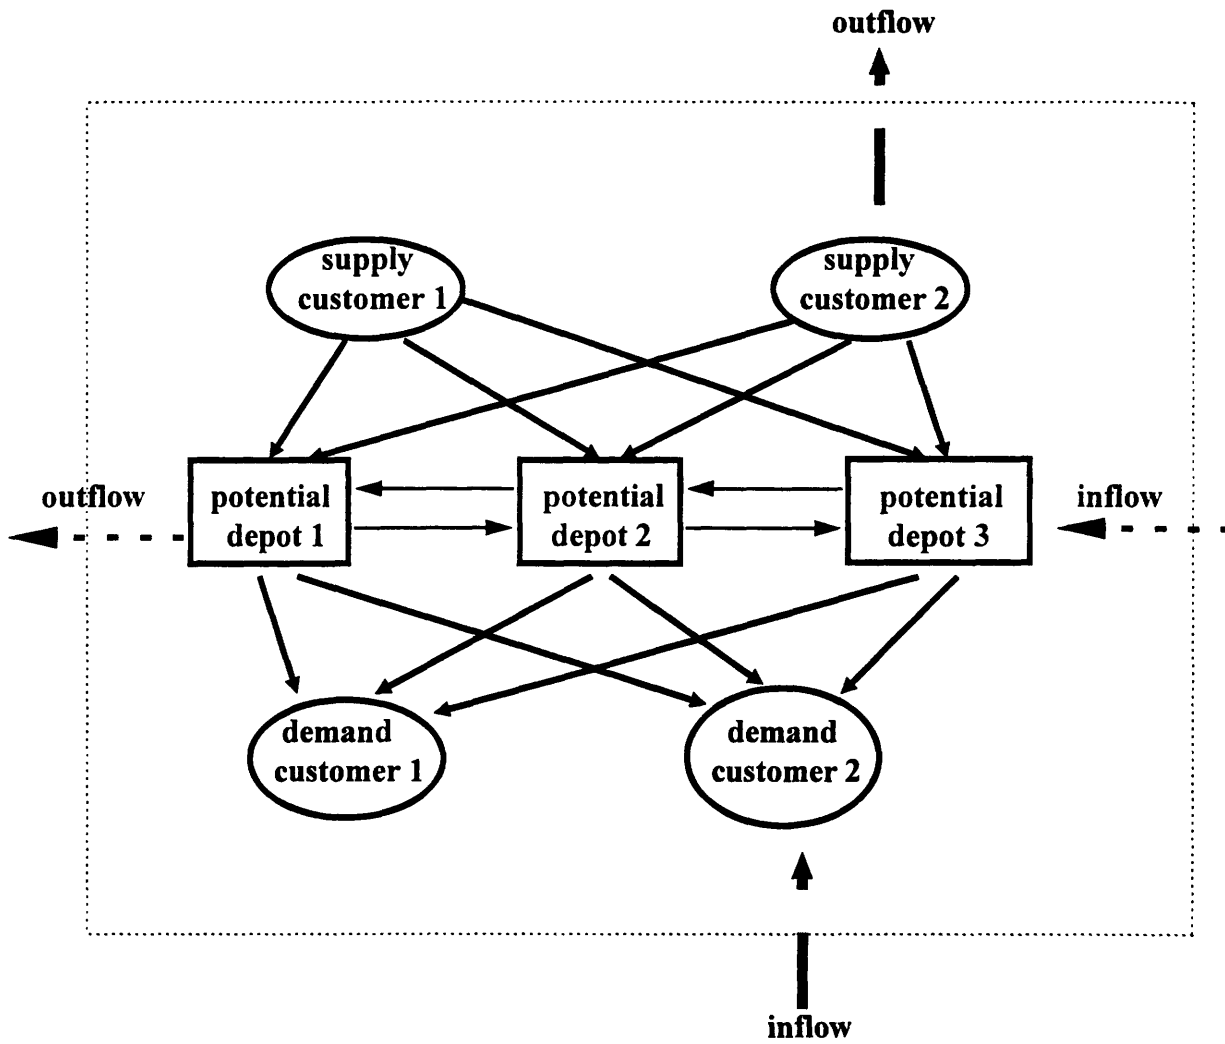 outflow
supply
customer 1
supply
customer 2
outflow
potential
depot 1
potential
depot 2
potential
depot 3
inflow
demand
customer 1
demand
customer 2
inflow